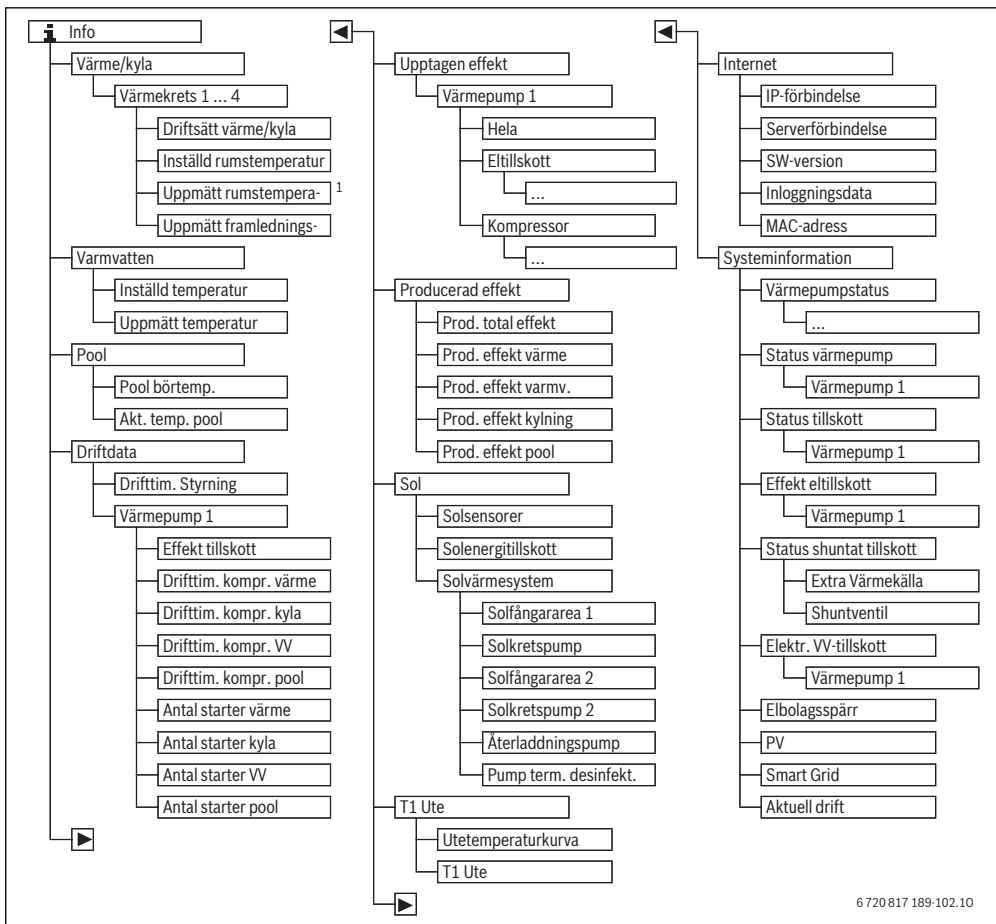 Info
Värme/kyla
Värmekrets 1 ... 4
Driftsätt värme/kyla
Inställd rumstemperatur
Uppmätt rumstempera- 1
Uppmätt framlednings-
Varmvatten
Inställd temperatur
Uppmätt temperatur
Pool
Pool börtemp.
Akt. temp. pool
Driftdata
Drifttim. Styrning
Värmepump 1
Effekt tillskott
Drifttim. kompr. värme
Drifttim. kompr. kyla
Drifttim. kompr. VV
Drifttim. kompr. pool
Antal starter värme
Antal starter kyla
Antal starter VV
Antal starter pool
Upptagen effekt
Värmepump 1
Hela
Eltillskott
...
Kompressor
...
Producerad effekt
Prod. total effekt
Prod. effekt värme
Prod. effekt varmv.
Prod. effekt kylning
Prod. effekt pool
Sol
Solsensorer
Solenergitillskott
Solvärmesystem
Solfångararea 1
Solkretspump
Solfångararea 2
Solkretspump 2
Återladdningspump
Pump term. desinfekt.
T1 Ute
Utetemperaturkurva
T1 Ute
Internet
IP-förbindelse
Serverförbindelse
SW-version
Inloggningsdata
MAC-adress
Systeminformation
Värmepumpstatus
...
Status värmepump
Värmepump 1
Status tillskott
Värmepump 1
Effekt eltillskott
Värmepump 1
Status shuntat tillskott
Extra Värmekälla
Shuntventil
Elektr. VV-tillskott
Värmepump 1
Elbolagsspärr
PV
Smart Grid
Aktuell drift
6 720 817 189-102.1O